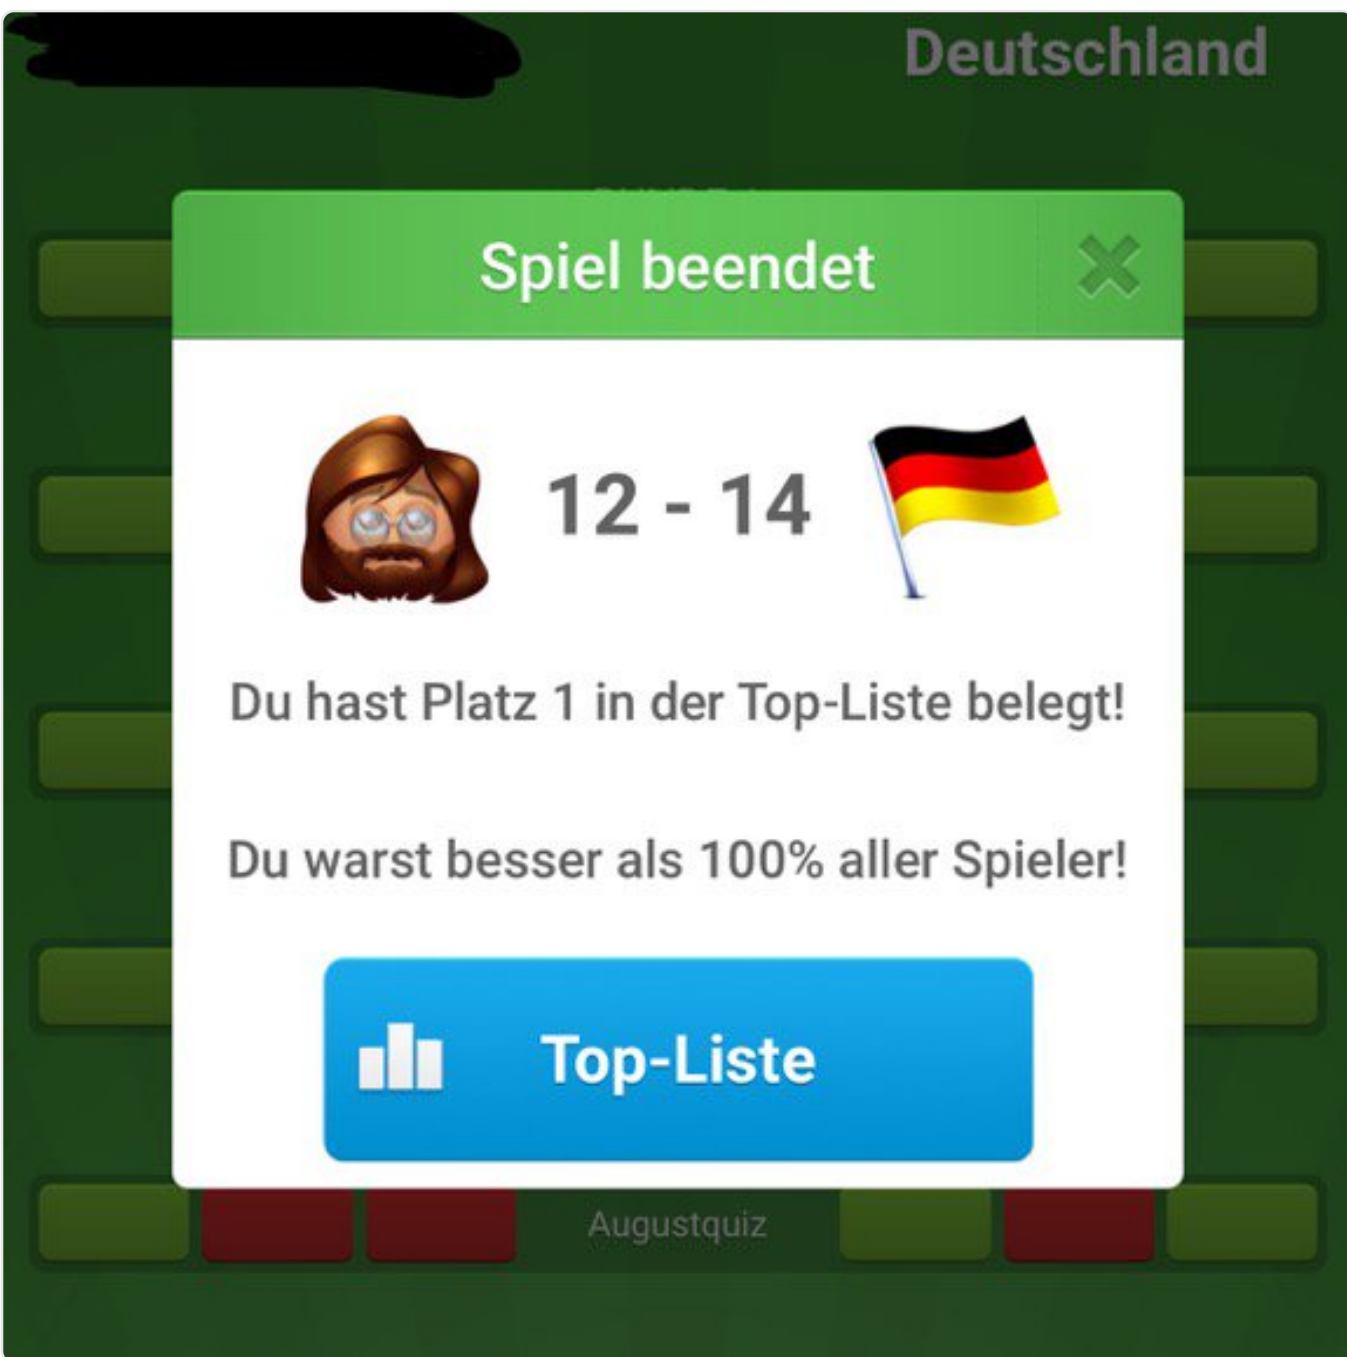 Deutschland
Spiel beendet
12 - 14
Du hast Platz 1 in der Top-Liste belegt!
Du warst besser als 100% aller Spieler!
Top-Liste
Augustquiz